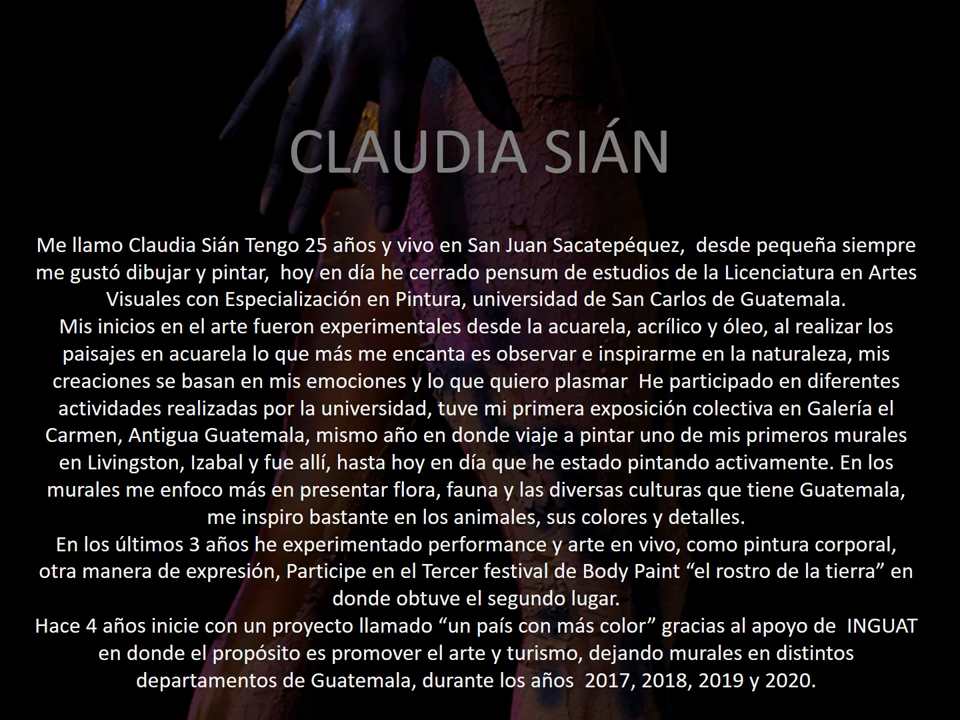 CLAUDIA SIÁN
Me llamo Claudia Sián Tengo 25 años y vivo en San Juan Sacatepéquez,  desde pequeña siempre
me gustó dibujar y pintar,  hoy en día he cerrado pensum de estudios de la Licenciatura en Artes
Visuales con Especialización en Pintura, universidad de San Carlos de Guatemala.
Mis inicios en el arte fueron experimentales desde la acuarela, acrílico y óleo, al realizar los
paisajes en acuarela lo que más me encanta es observar e inspirarme en la naturaleza, mis
creaciones se basan en mis emociones y lo que quiero plasmar  He participado en diferentes
actividades realizadas por la universidad, tuve mi primera exposición colectiva en Galería el
Carmen, Antigua Guatemala, mismo año en donde viaje a pintar uno de mis primeros murales
en Livingston, Izabal y fue allí, hasta hoy en día que he estado pintando activamente. En los
murales me enfoco más en presentar flora, fauna y las diversas culturas que tiene Guatemala,
me inspiro bastante en los animales, sus colores y detalles.
En los últimos 3 años he experimentado performance y arte en vivo, como pintura corporal,
otra manera de expresión, Participe en el Tercer festival de Body Paint “el rostro de la tierra” en
donde obtuve el segundo lugar.
Hace 4 años inicie con un proyecto llamado “un país con más color” gracias al apoyo de  INGUAT
en donde el propósito es promover el arte y turismo, dejando murales en distintos
departamentos de Guatemala, durante los años  2017, 2018, 2019 y 2020.